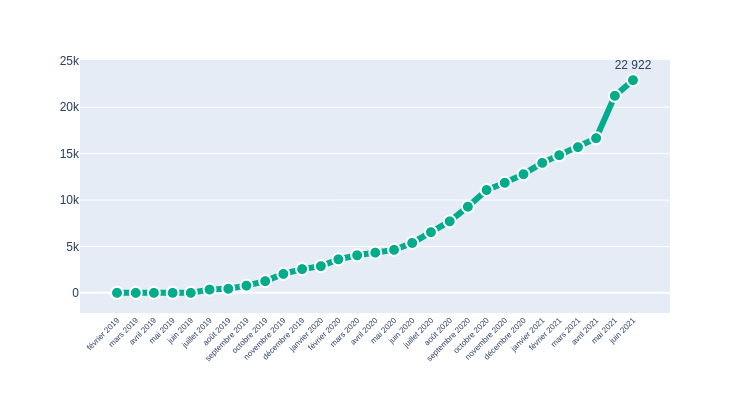 25k
22 922
20k
15k
10k
5k
0
février 2019
mars 2019
avril 2019
mai 2019
juin 2019
juillet 2019
août 2019
septembre 2019
octobre 2019
novembre 2019
décembre 2019
janvier 2020
février 2020
mars 2020
avril 2020
mai 2020
juin 2020
juillet 2020
août 2020
septembre 2020
octobre 2020
novembre 2020
décembre 2020
janvier 2021
février 2021
mars 2021
avril 2021
mai 2021
juin 2021